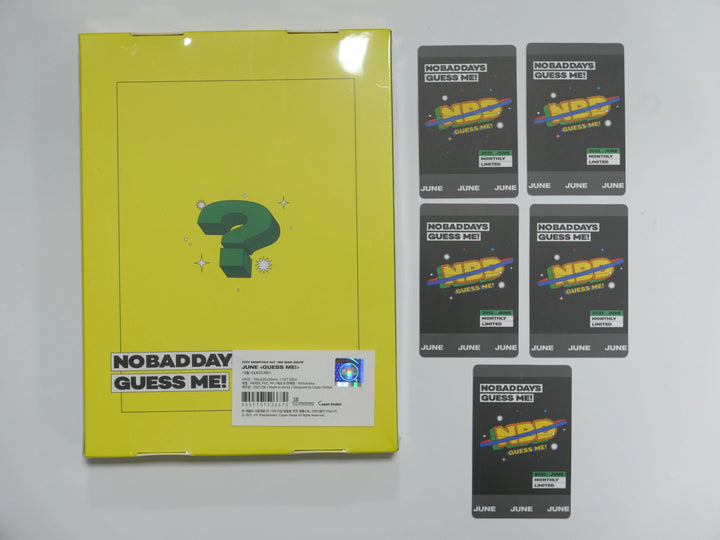 ?
NOBADDAYS
GUESS ME!
ITZY MONTHLY KIT 'NO BAD DAYS'
JUNE <GUESS ME!>
Copan Global
NOBADDAYS
GUESS ME!
NBD
GUESS ME!
2021 JUNE
MONTHLY
LIMITED
JUNE JUNE JUNE
NOBADDAYS
GUESS ME!
NBD
GUESS ME!
2021 JUNE
MONTHLY
LIMITED
JUNE JUNE JUNE
NOBADDAYS
GUESS ME!
NBD
GUESS ME!
2021 JUNE
MONTHLY
LIMITED
JUNE JUNE JUNE
NOBADDAYS
GUESS ME!
NBD
GUESS ME!
2021 JUNE
MONTHLY
LIMITED
JUNE JUNE JUNE
NOBADDAYS
GUESS ME!
NBD
GUESS ME!
2021 JUNE
MONTHLY
LIMITED
JUNE JUNE JUNE